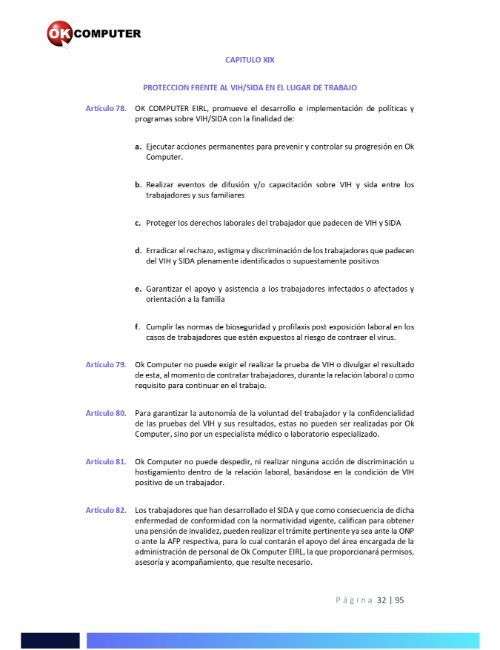 OK COMPUTER
CAPITULO XIX
PROTECCION FRENTE AL VIH/SIDA EN EL LUGAR DE TRABAJO
Artículo 78. OK COMPUTER EIRL, promueve el desarrollo e implementación de políticas y
programas sobre VIH/SIDA con la finalidad de:
a. Ejecutar acciones permanentes para prevenir y controlar su progresión en Ok
Computer.
b. Realizar eventos de difusión y/o capacitación sobre VIH y sida entre los
trabajadores y sus familiares
c. Proteger los derechos laborales del trabajador que padecen de VIH y SIDA
d. Erradicar el rechazo, estigma y discriminación de los trabajadores que padecen
del VIH y SIDA plenamente identificados o supuestamente positivos
e. Garantizar el apoyo y asistencia a los trabajadores infectados o afectados y
orientación a la familia
f. Cumplir las normas de bioseguridad y profilaxis post exposición laboral en los
casos de trabajadores que estén expuestos al riesgo de contraer el virus.
Artículo 79. Ok Computer no puede exigir el realizar la prueba de VIH o divulgar el resultado
de esta, al momento de contratar trabajadores, durante la relación laboral o como
requisito para continuar en el trabajo.
Artículo 80. Para garantizar la autonomía de la voluntad del trabajador y la confidencialidad
de las pruebas del VIH y sus resultados, estas no pueden ser realizadas por Ok
Computer, sino por un especialista médico o laboratorio especializado.
Artículo 81. Ok Computer no puede despedir, ni realizar ninguna acción de discriminación u
hostigamiento dentro de la relación laboral, basándose en la condición de VIH
positivo de un trabajador.
Artículo 82. Los trabajadores que han desarrollado el SIDA y que como consecuencia de dicha
enfermedad de conformidad con la normatividad vigente, califican para obtener
una pensión de invalidez, pueden realizar el trámite pertinente ya sea ante la ONP
o ante la AFP respectiva, para lo cual contarán el apoyo del área encargada de la
administración de personal de Ok Computer EIRL, la que proporcionará permisos,
asesoría y acompañamiento, que resulte necesario.
Página 32 | 95